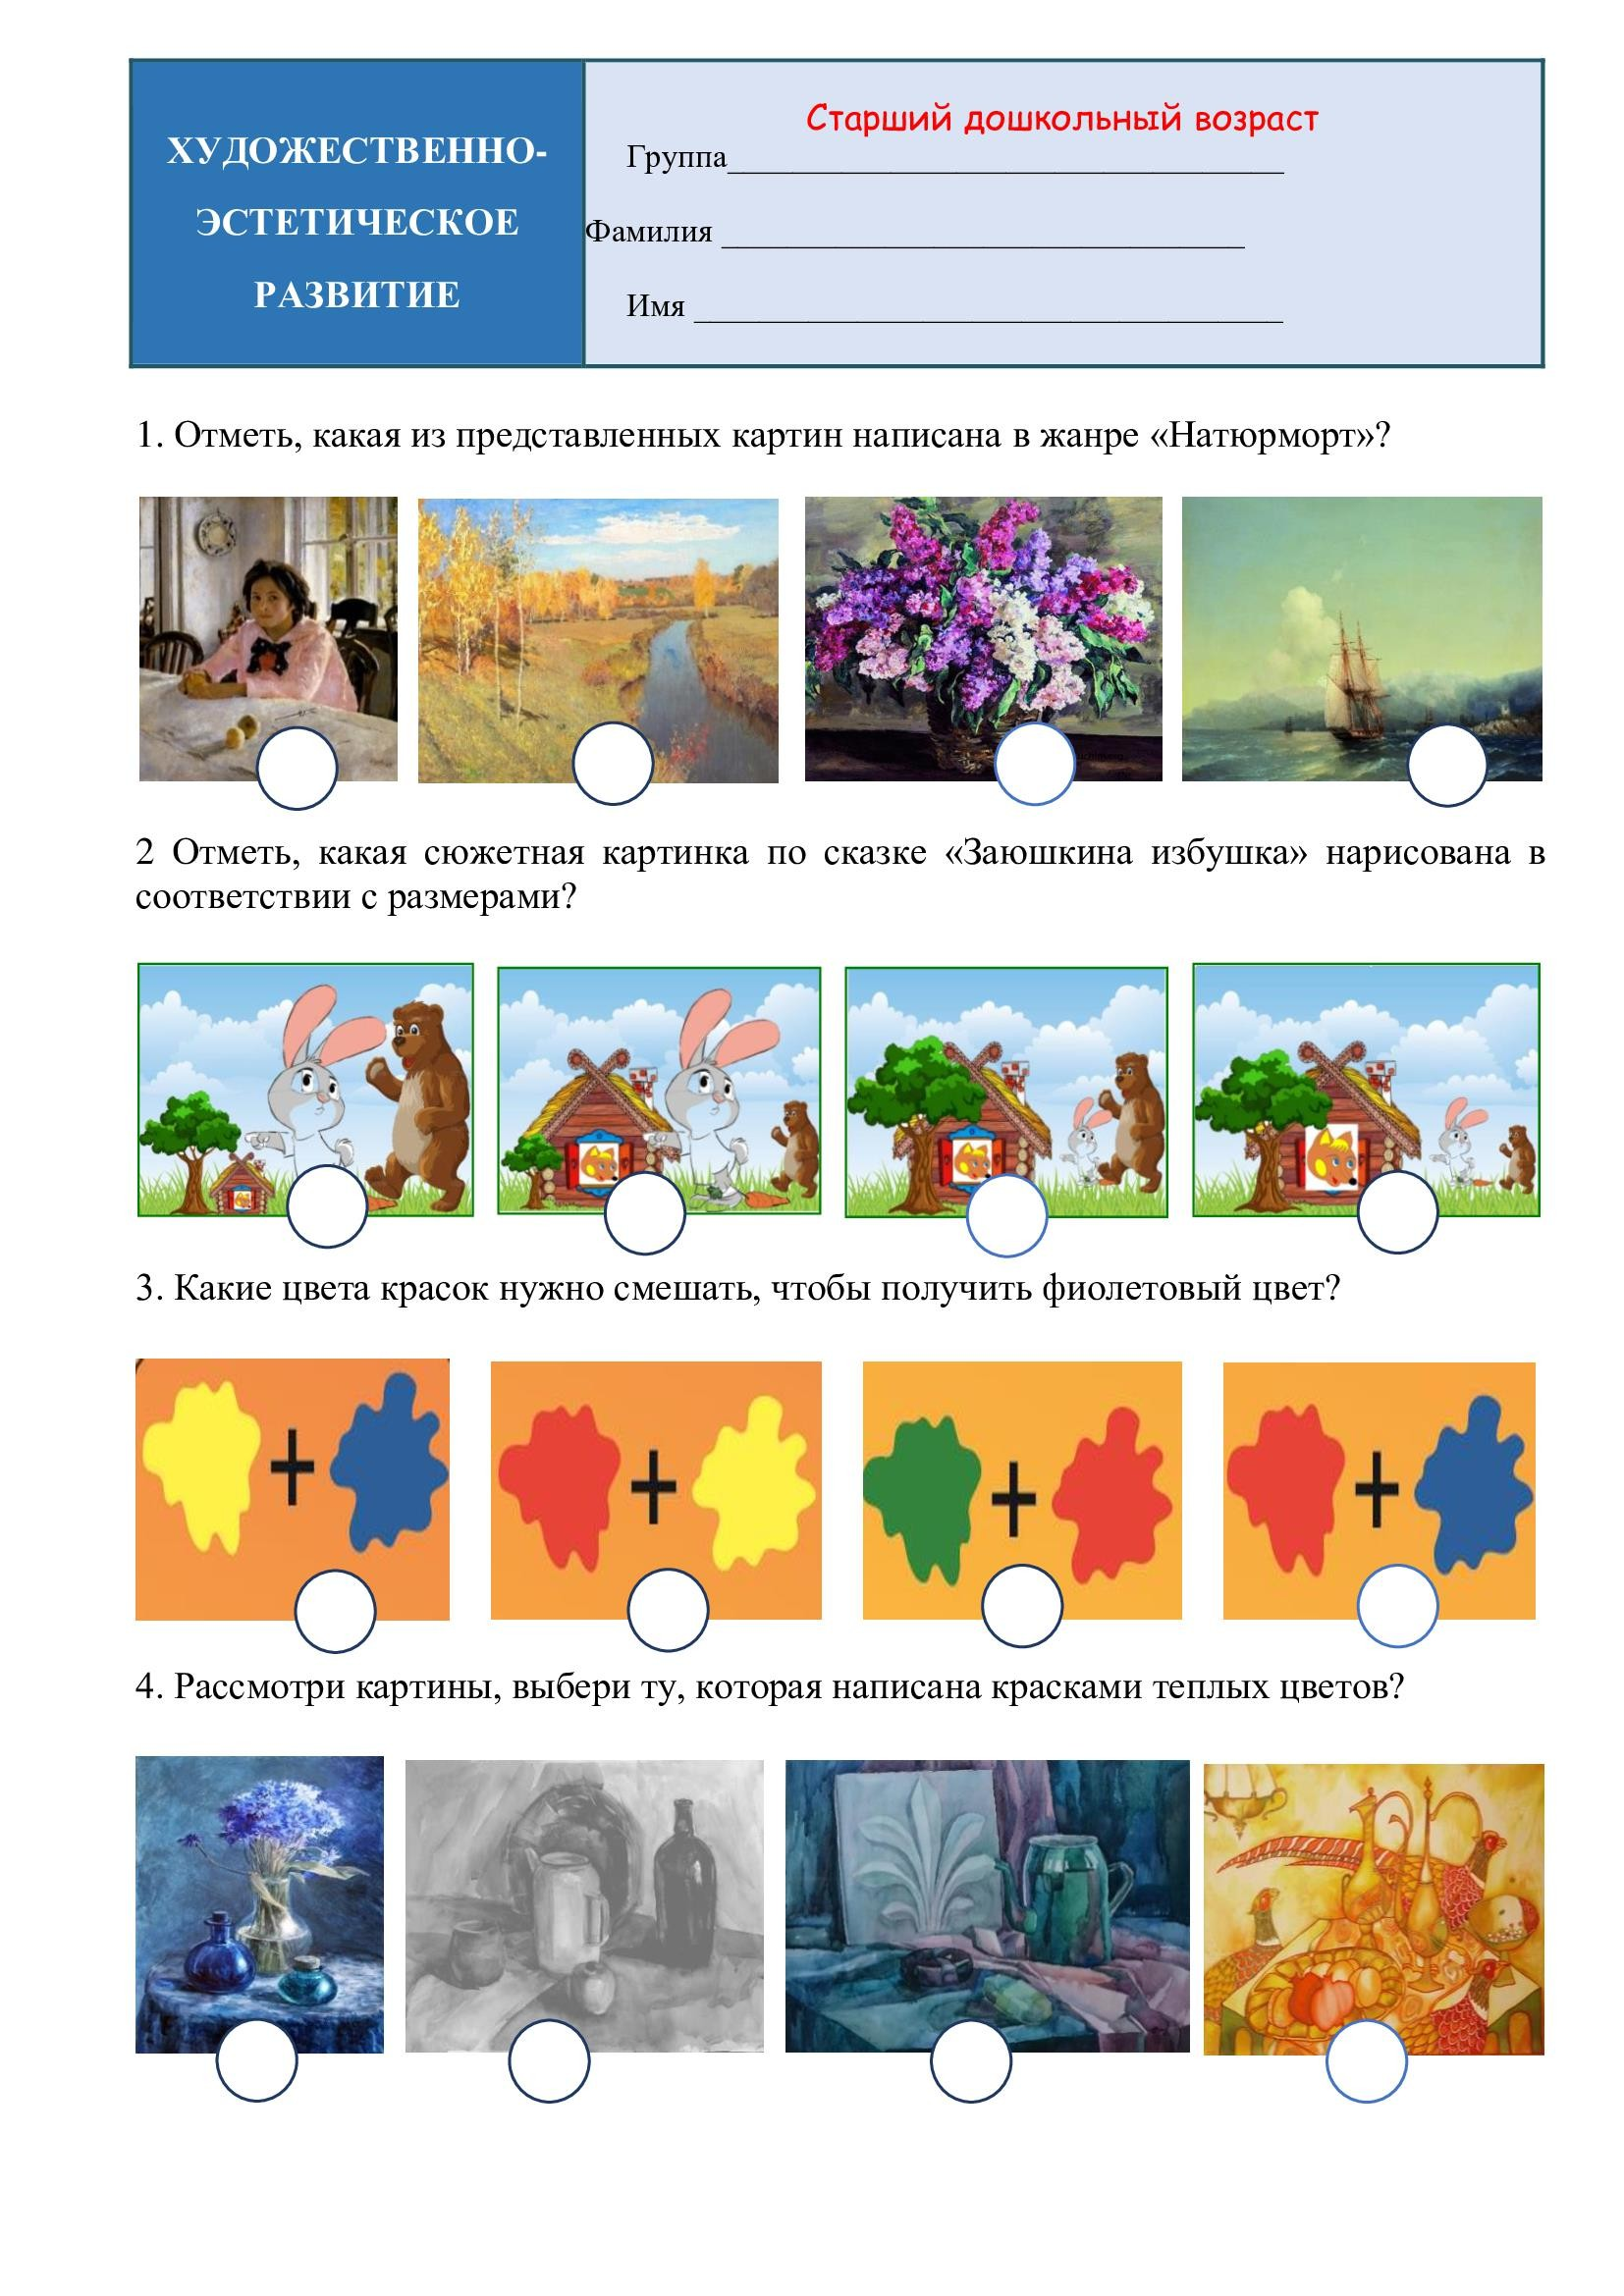 ХУДОЖЕСТВЕННО-
ЭСТЕТИЧЕСКОЕ
РАЗВИТИЕ
Старший дошкольный возраст
Группа__________________________________
Фамилия ________________________________
Имя ____________________________________
1. Отметь, какая из представленных картин написана в жанре «Натюрморт»?
2 Отметь, какая сюжетная картинка по сказке «Заюшкина избушка» нарисована в
соответствии с размерами?
3. Какие цвета красок нужно смешать, чтобы получить фиолетовый цвет?
4. Рассмотри картины, выбери ту, которая написана красками теплых цветов?